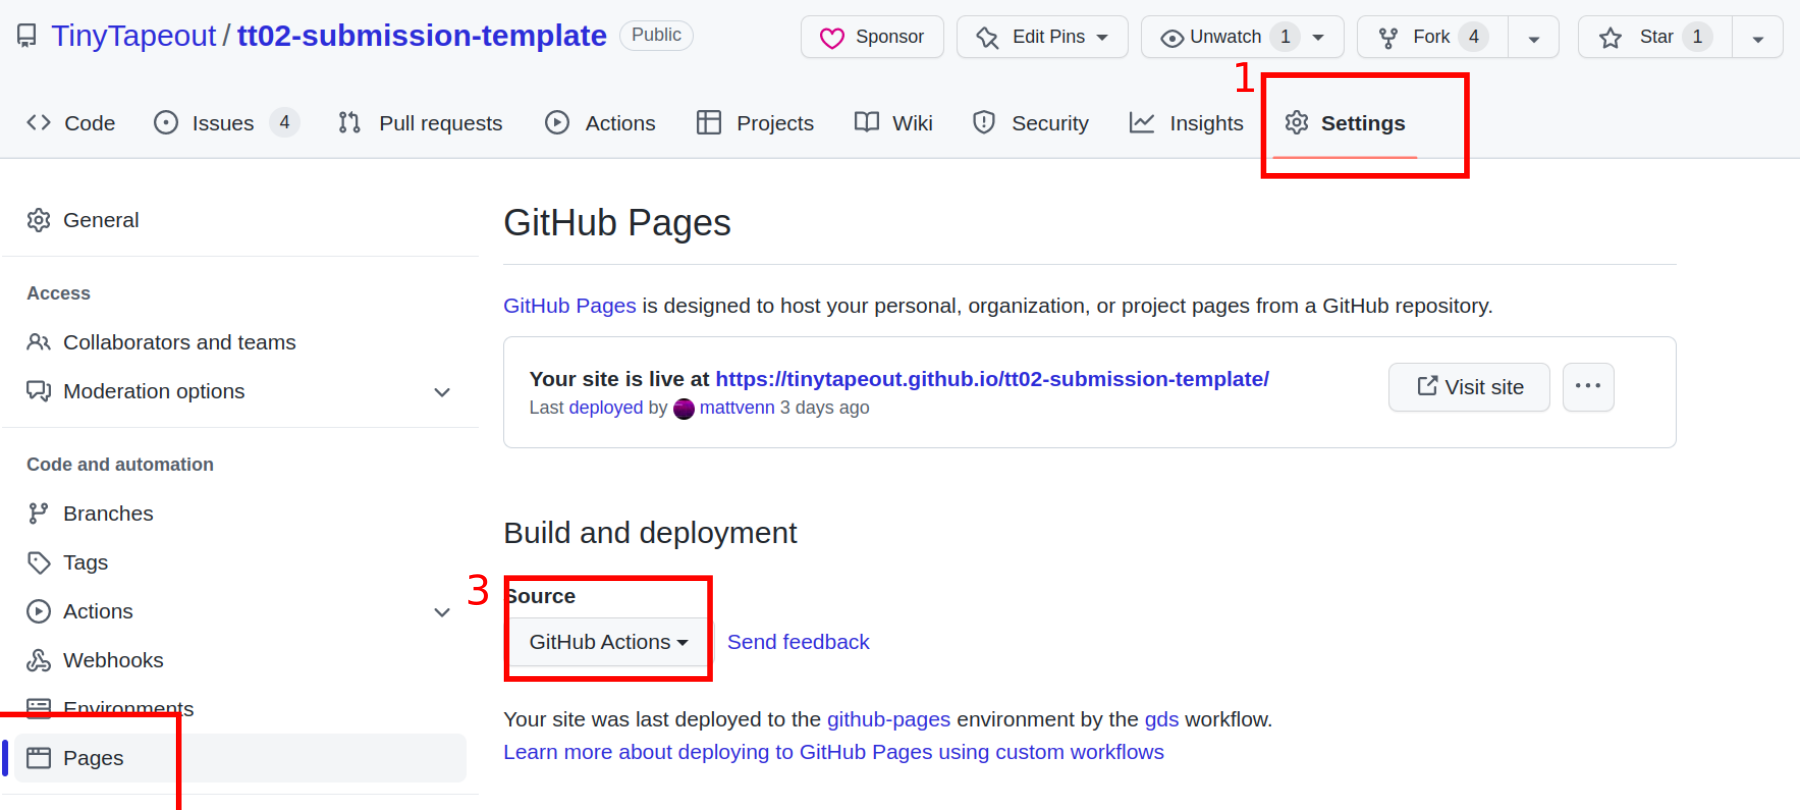 TinyTapeout / tt02-submission-template Public Sponsor Edit Pins Unwatch 1 Fork 4 Star 1
1
Code Issues 4 Pull requests Actions Projects Wiki Security Insights Settings
General
Access
Collaborators and teams
Moderation options
Code and automation
Branches
Tags
Actions
Webhooks
Environments
Pages
GitHub Pages
GitHub Pages is designed to host your personal, organization, or project pages from a GitHub repository.
Your site is live at https://tinytapeout.github.io/tt02-submission-template/
Last deployed by mattvenn 3 days ago
Visit site
Build and deployment
3
Source
GitHub Actions Send feedback
Your site was last deployed to the github-pages environment by the gds workflow.
Learn more about deploying to GitHub Pages using custom workflows